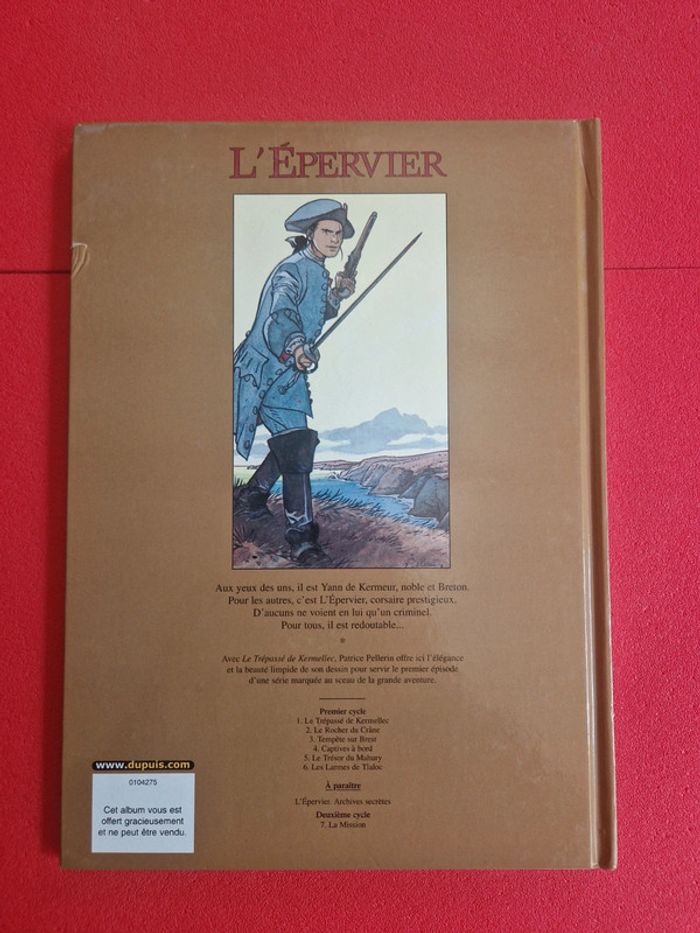 L'ÉPERVIER
Aux yeux des uns, il est Yann de Kermeur, noble et Breton.
Pour les autres, c'est L'Épervier, corsaire prestigieux.
D'aucuns ne voient en lui qu'un criminel.
Pour tous, il est redoutable...
*
Avec Le Trépassé de Kermellec, Patrice Pellerin offre ici l'élégance
et la beauté limpide de son dessin pour servir le premier épisode
d'une série marquée au sceau de la grande aventure.
Premier cycle
1. Le Trépassé de Kermellec
2. Le Rocher du Crâne
3. Tempête sur Brest
4. Captives à bord
5. Le Trésor du Mahury
6. Les Larmes de Tlaloc
À paraître
L'Épervier. Archives secrètes
Deuxième cycle
7. La Mission
www.dupuis.com
0104275
Cet album vous est
offert gracieusement
et ne peut être vendu.